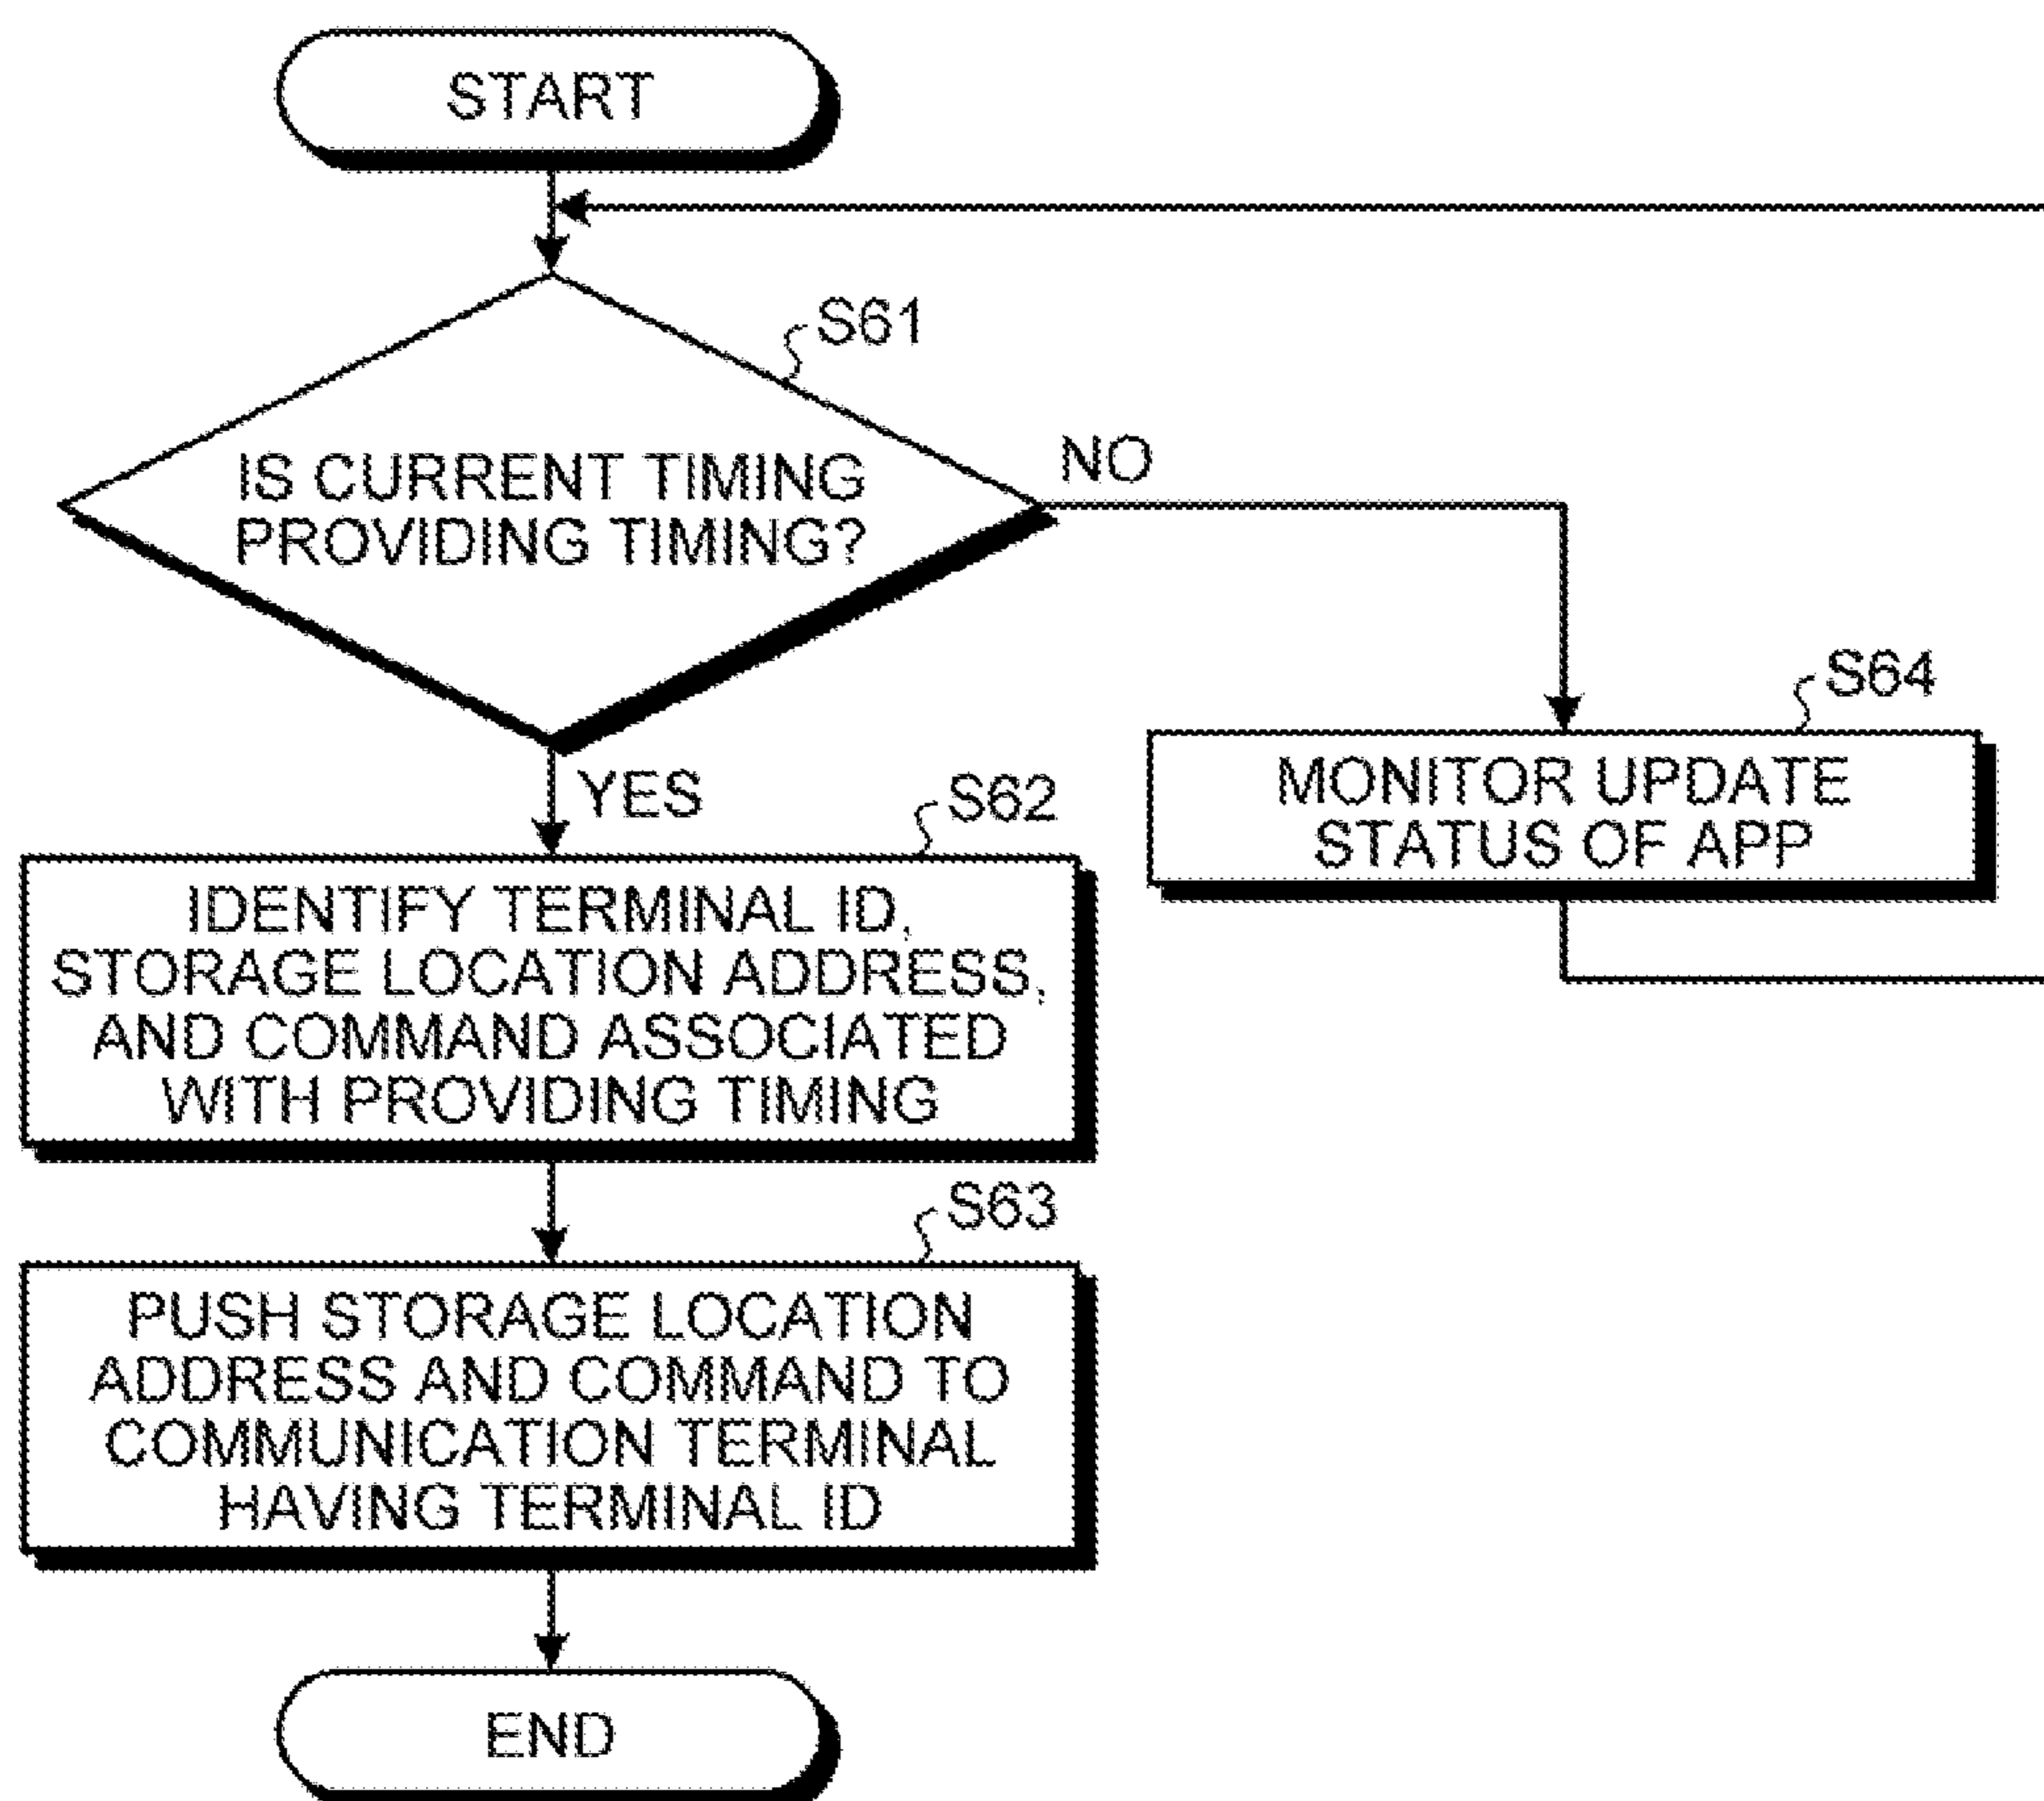 START
S61
IS CURRENT TIMING
PROVIDING TIMING?
NO
YES
S64
MONITOR UPDATE
STATUS OF APP
S62
IDENTIFY TERMINAL ID,
STORAGE LOCATION ADDRESS,
AND COMMAND ASSOCIATED
WITH PROVIDING TIMING
S63
PUSH STORAGE LOCATION
ADDRESS AND COMMAND TO
COMMUNICATION TERMINAL
HAVING TERMINAL ID
END